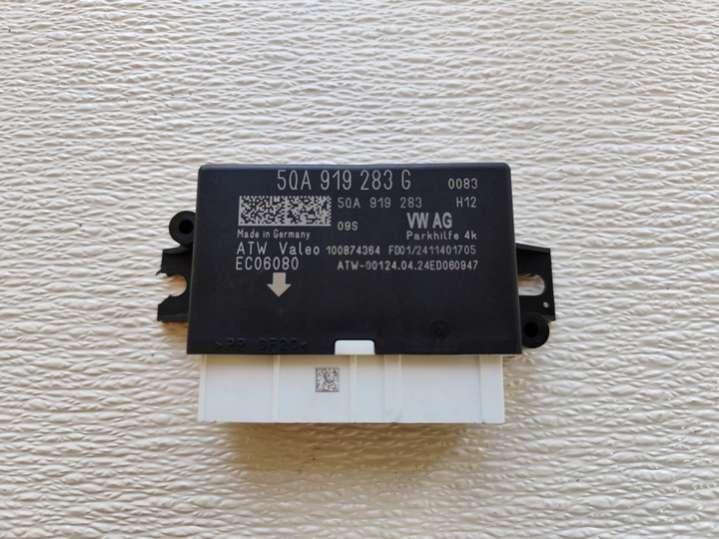 5QA 919 283 G 0083
5QA 919 283 H12
09S VW AG
Made in Germany Parkhilfe 4k
ATW Valeo 100874364 FD01/2411401705
EC06080 ATW-00124.04.24ED060947